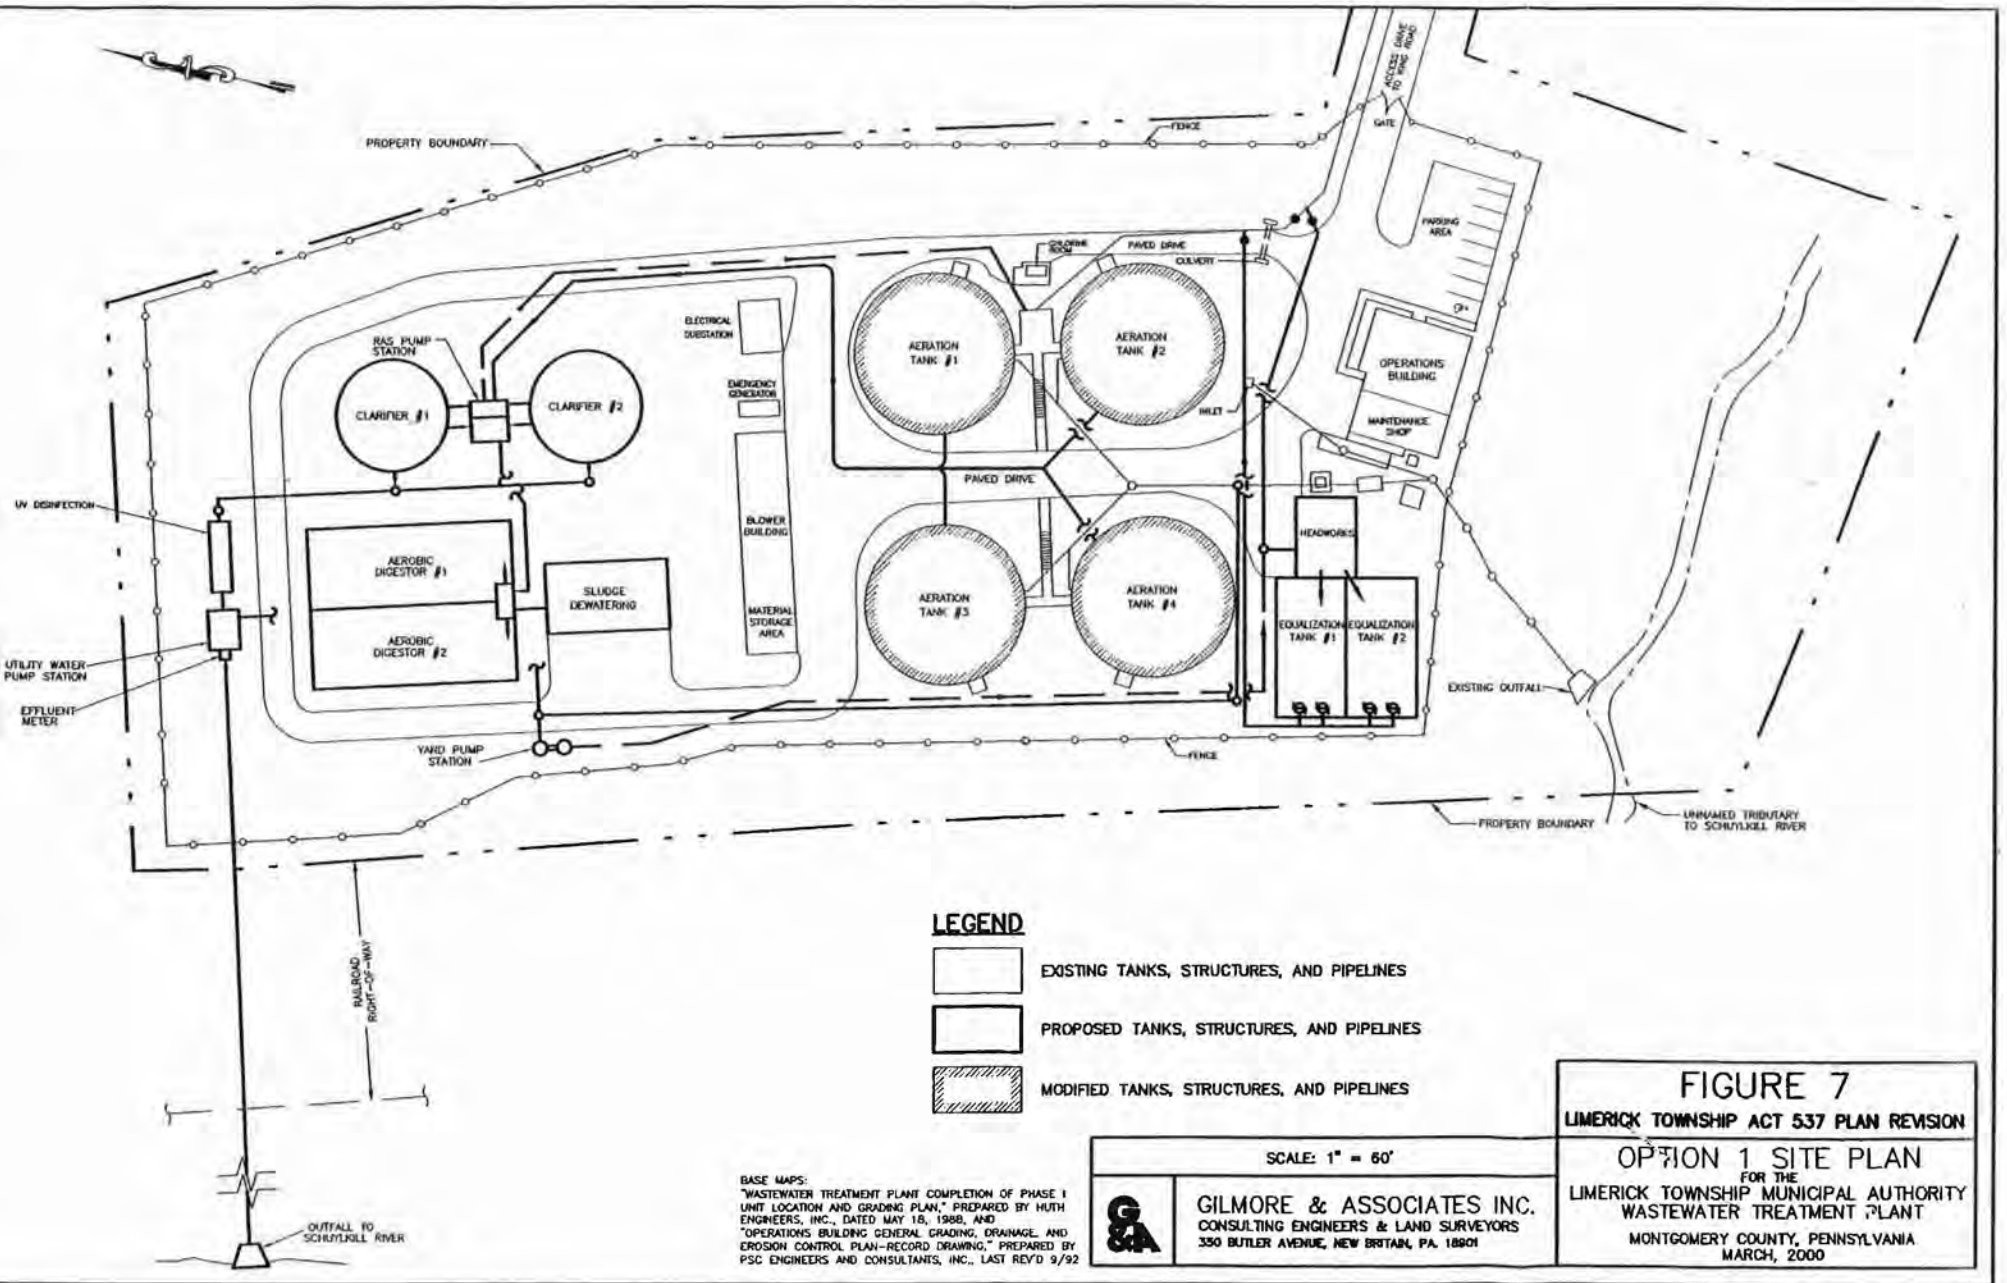 ACCESS DRIVE
TO KING ROAD
GATE
FENCE
PROPERTY BOUNDARY
PARKING
AREA
CHLORINE
ROOM
PAVED DRIVE
CULVERT
ELECTRICAL
SUBSTATION
RAS PUMP
STATION
AERATION
TANK #1
AERATION
TANK #2
OPERATIONS
BUILDING
EMERGENCY
GENERATOR
CLARIFIER #1
CLARIFIER #2
INLET
MAINTENANCE
SHOP
PAVED DRIVE
UV DISINFECTION
BLOWER
BUILDING
HEADWORKS
AEROBIC
DIGESTOR #1
SLUDGE
DEWATERING
AERATION
TANK #3
AERATION
TANK #4
MATERIAL
STORAGE
AREA
EQUALIZATION
TANK #1
EQUALIZATION
TANK #2
AEROBIC
DIGESTOR #2
UTILITY WATER
PUMP STATION
EFFLUENT
METER
EXISTING OUTFALL
YARD PUMP
STATION
FENCE
PROPERTY BOUNDARY
UNNAMED TRIBUTARY
TO SCHUYLKILL RIVER
RAILROAD
RIGHT-OF-WAY
OUTFALL TO
SCHUYLKILL RIVER
LEGEND
EXISTING TANKS, STRUCTURES, AND PIPELINES
PROPOSED TANKS, STRUCTURES, AND PIPELINES
MODIFIED TANKS, STRUCTURES, AND PIPELINES
BASE MAPS:
"WASTEWATER TREATMENT PLANT COMPLETION OF PHASE I
UNIT LOCATION AND GRADING PLAN," PREPARED BY HUTH
ENGINEERS, INC., DATED MAY 18, 1988, AND
"OPERATIONS BUILDING GENERAL GRADING, DRAINAGE, AND
EROSION CONTROL PLAN-RECORD DRAWING," PREPARED BY
PSC ENGINEERS AND CONSULTANTS, INC., LAST REV'D 9/92
SCALE: 1" = 60'
G&A
GILMORE & ASSOCIATES INC.
CONSULTING ENGINEERS & LAND SURVEYORS
350 BUTLER AVENUE, NEW BRITAIN, PA. 18901
FIGURE 7
LIMERICK TOWNSHIP ACT 537 PLAN REVISION
OPTION 1 SITE PLAN
FOR THE
LIMERICK TOWNSHIP MUNICIPAL AUTHORITY
WASTEWATER TREATMENT PLANT
MONTGOMERY COUNTY, PENNSYLVANIA
MARCH, 2000